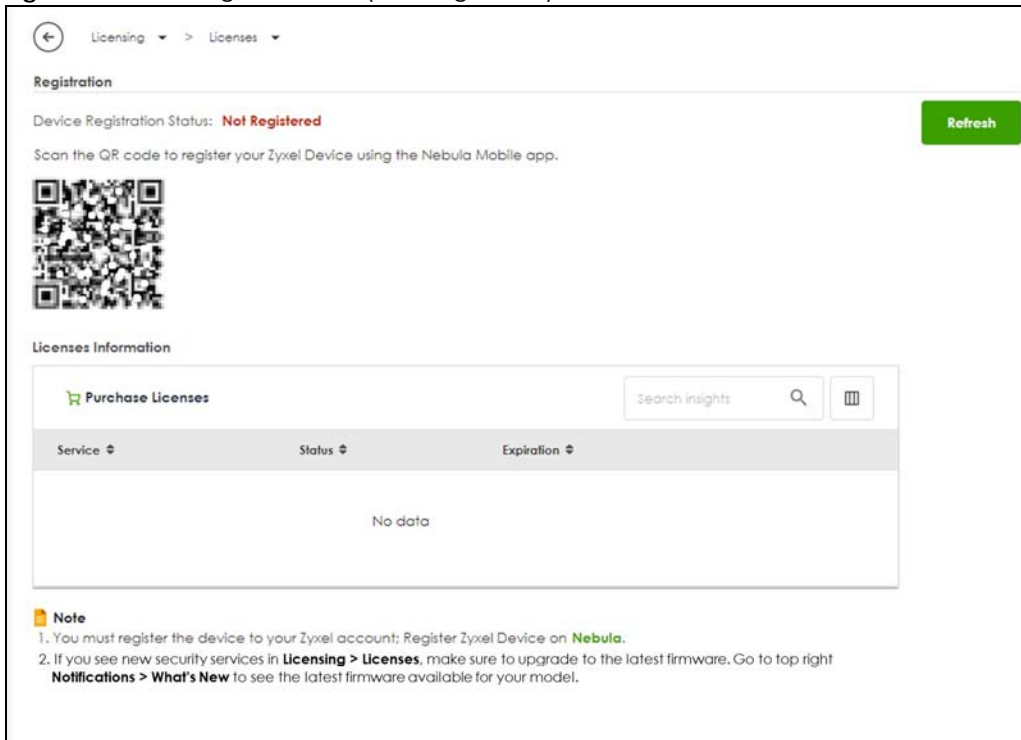 Licensing > Licenses
Registration
Device Registration Status: Not Registered
Refresh
Scan the QR code to register your Zyxel Device using the Nebula Mobile app.
Licenses Information
Purchase Licenses
Search insights
Service Status Expiration
No data
Note
1. You must register the device to your Zyxel account; Register Zyxel Device on Nebula.
2. If you see new security services in Licensing > Licenses, make sure to upgrade to the latest firmware. Go to top right
Notifications > What's New to see the latest firmware available for your model.